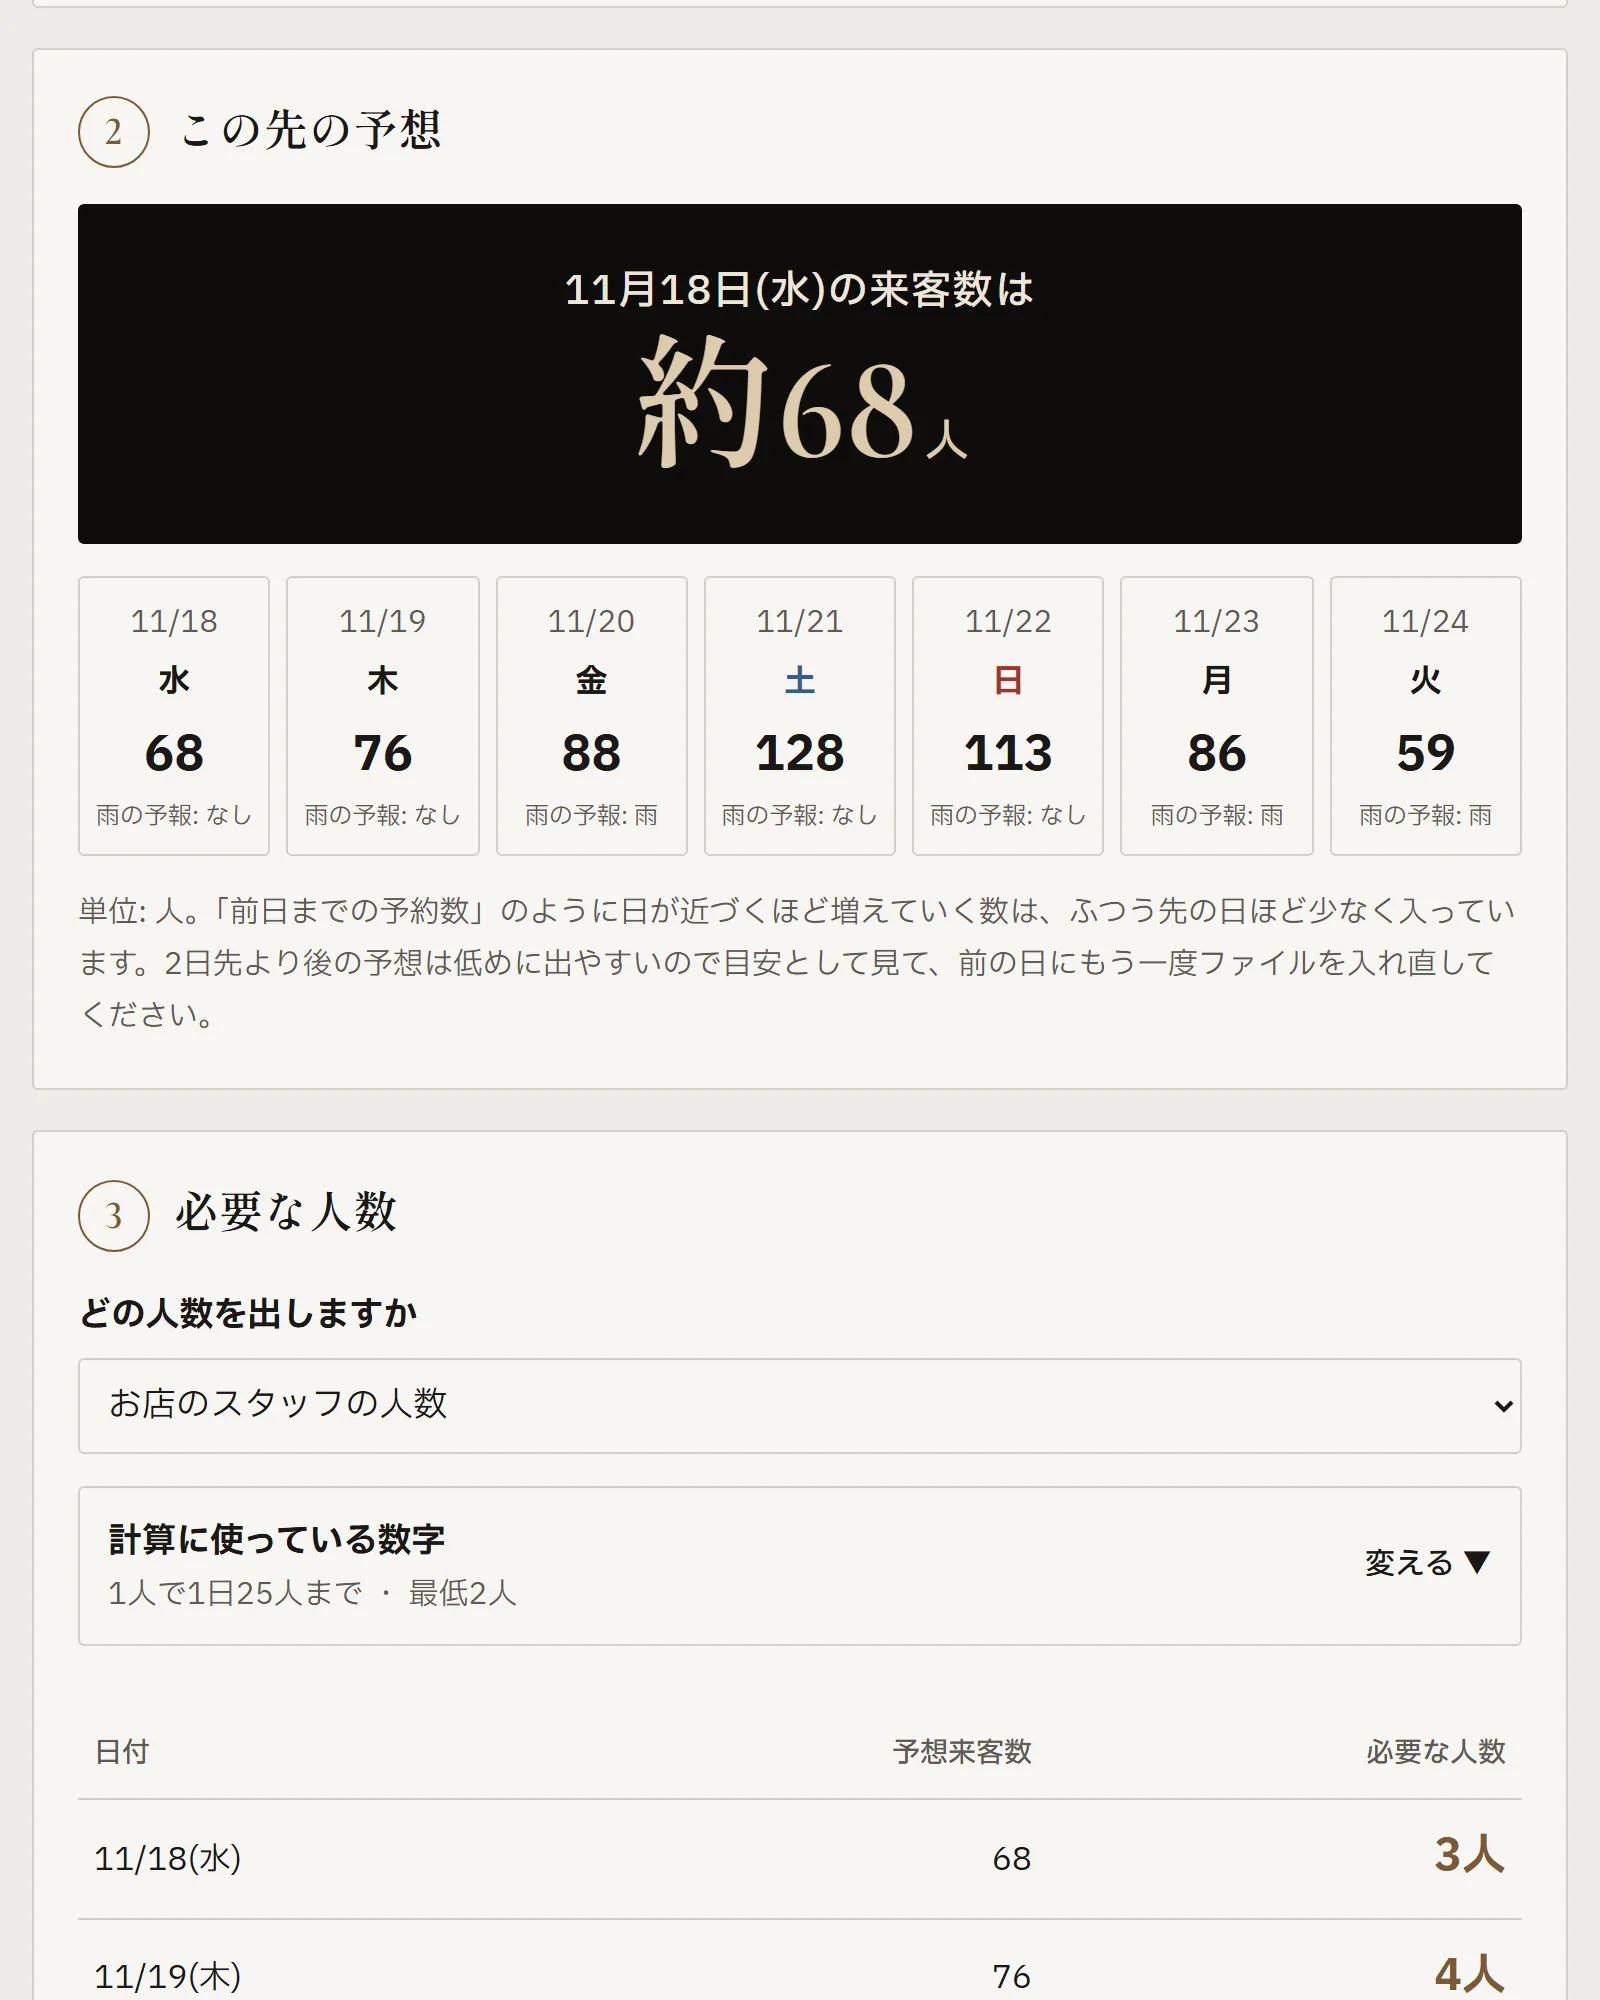 2 この先の予想
11月18日(水)の来客数は
約68人
11/18 11/19 11/20 11/21 11/22 11/23 11/24
水 木 金 土 日 月 火
68 76 88 128 113 86 59
雨の予報: なし 雨の予報: なし 雨の予報: 雨 雨の予報: なし 雨の予報: なし 雨の予報: 雨 雨の予報: 雨
単位: 人。「前日までの予約数」のように日が近づくほど増えていく数は、ふつう先の日ほど少なく入ってい
ます。2日先より後の予想は低めに出やすいので目安として見て、前の日にもう一度ファイルを入れ直して
ください。
3 必要な人数
どの人数を出しますか
お店のスタッフの人数
計算に使っている数字
1人で1日25人まで ・ 最低2人
変える ▼
日付 予想来客数 必要な人数
11/18(水) 68 3人
11/19(木) 76 4人